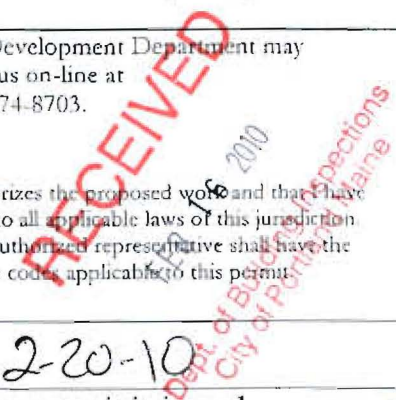 Development Department may
us on-line at
74-8703.
RECEIVED
FEB 16 2010
Dept. of Building Inspections
City of Portland Maine
rizes the proposed work and that I have
o all applicable laws of this jurisdiction.
uthorized representative shall have the
codes applicable to this permit.
2-20-10